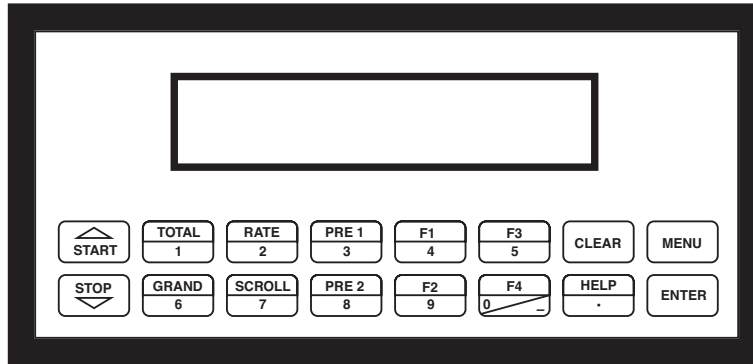 TOTAL RATE PRE 1 F1 F3
START 1 2 3 4 5 CLEAR MENU
STOP GRAND SCROLL PRE 2 F2 F4 HELP
6 7 8 9 0 – . ENTER